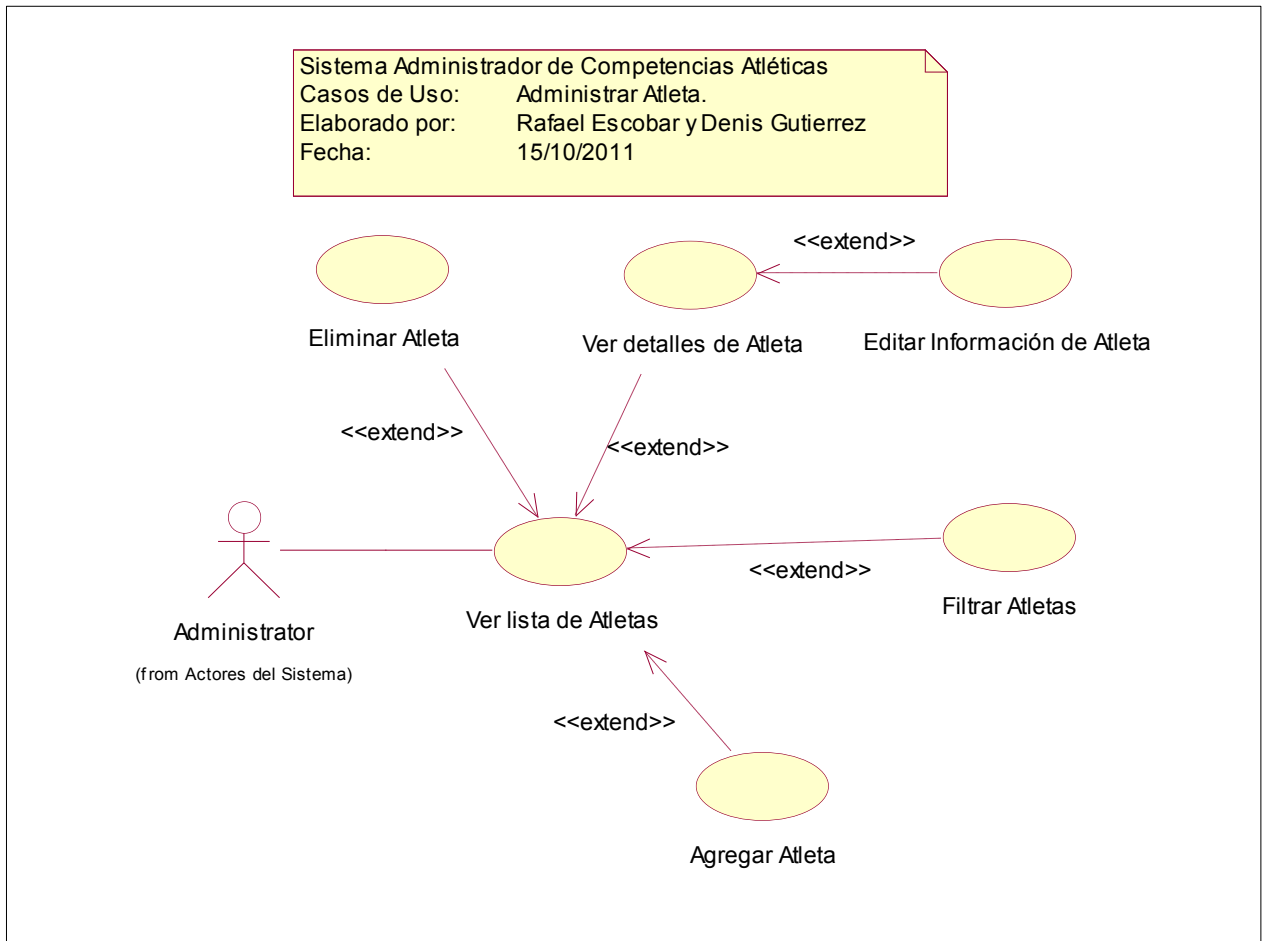 Sistema Administrador de Competencias Atléticas
Casos de Uso: Administrar Atleta.
Elaborado por: Rafael Escobar y Denis Gutierrez
Fecha: 15/10/2011
<<extend>>
Eliminar Atleta
Ver detalles de Atleta
Editar Información de Atleta
<<extend>>
<<extend>>
<<extend>>
Filtrar Atletas
Ver lista de Atletas
Administrator
(from Actores del Sistema)
<<extend>>
Agregar Atleta